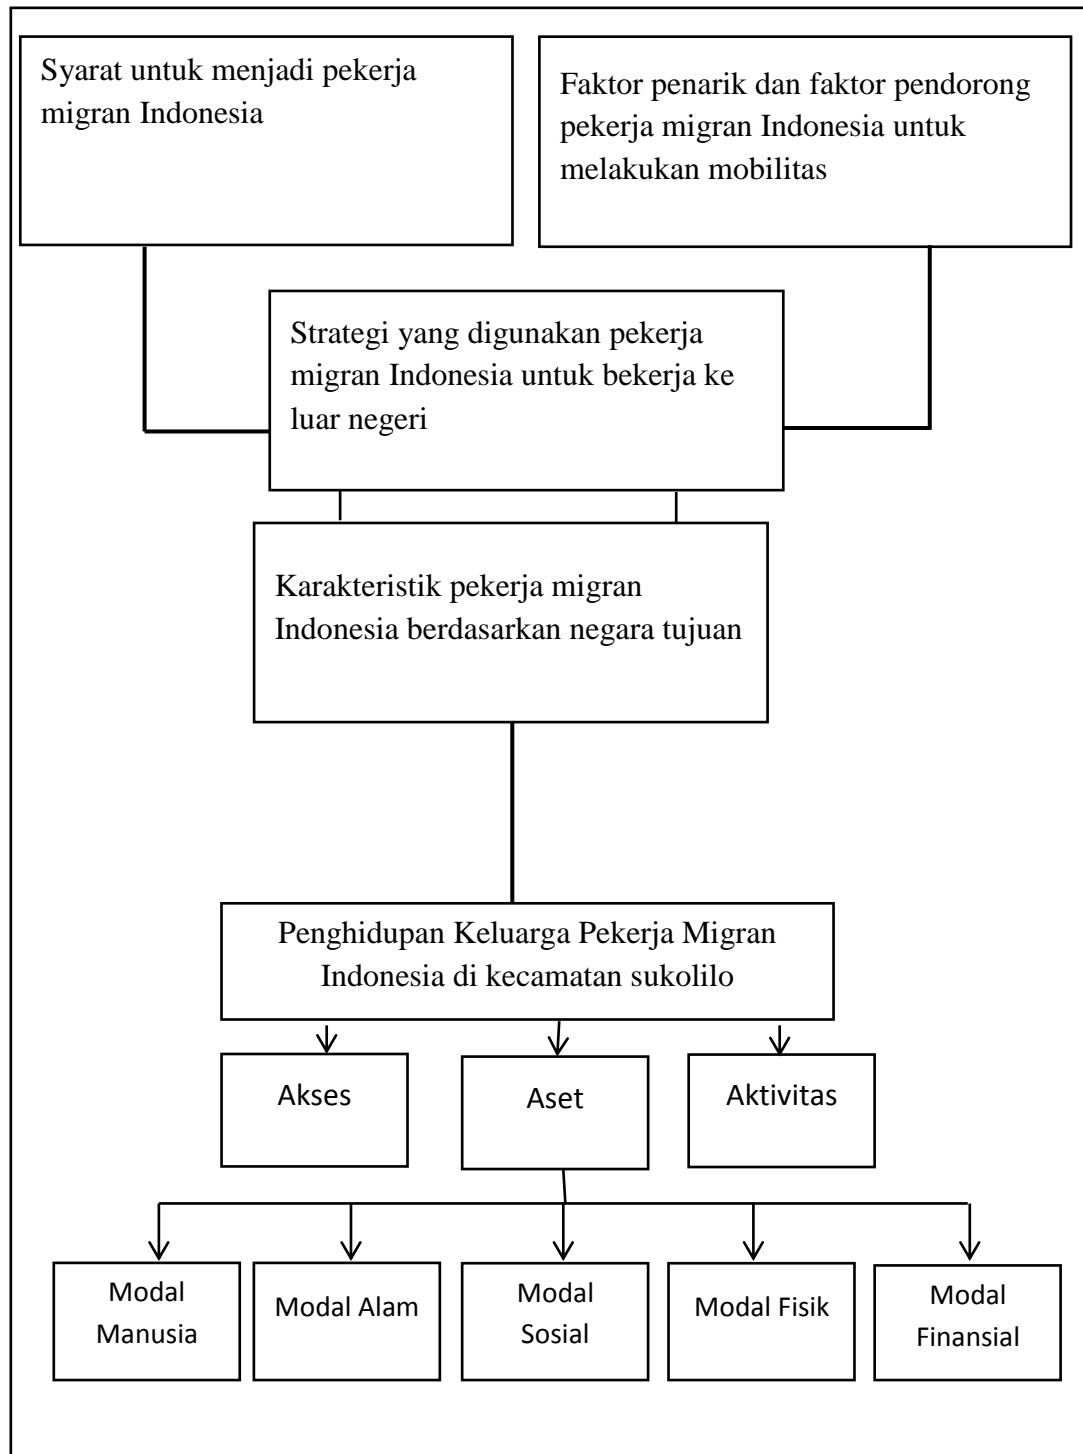 Syarat untuk menjadi pekerja
migran Indonesia
Faktor penarik dan faktor pendorong
pekerja migran Indonesia untuk
melakukan mobilitas
Strategi yang digunakan pekerja
migran Indonesia untuk bekerja ke
luar negeri
Karakteristik pekerja migran
Indonesia berdasarkan negara tujuan
Penghidupan Keluarga Pekerja Migran
Indonesia di kecamatan sukolilo
Akses
Aset
Aktivitas
Modal
Manusia
Modal Alam
Modal
Sosial
Modal Fisik
Modal
Finansial